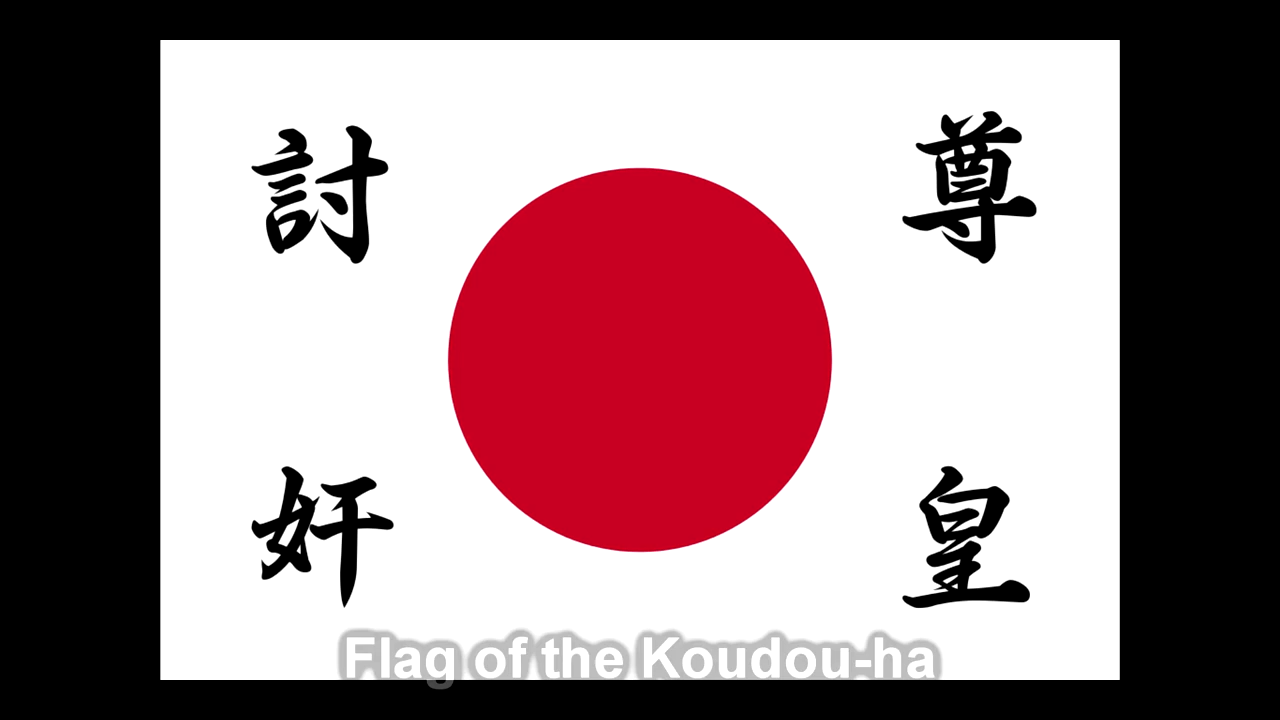 尊皇
討奸
Flag of the Koudou-ha